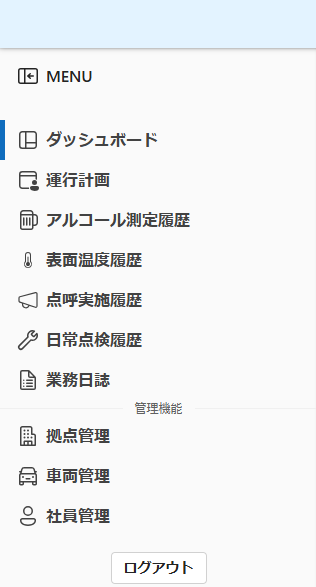 MENU
ダッシュボード
運行計画
アルコール測定履歴
表面温度履歴
点呼実施履歴
日常点検履歴
業務日誌
管理機能
拠点管理
車両管理
社員管理
ログアウト